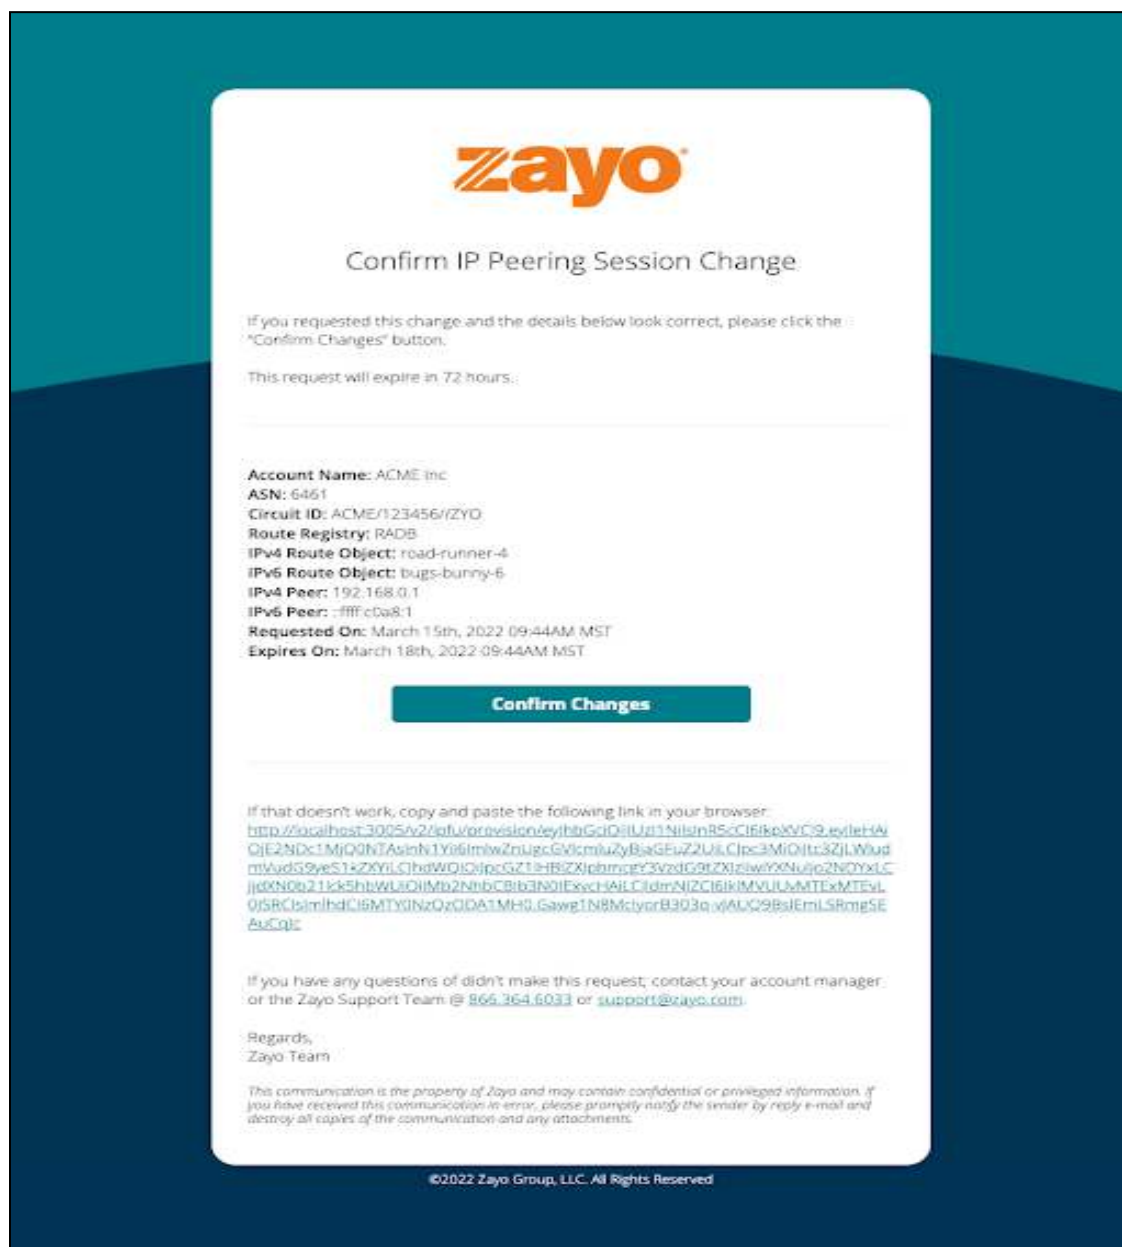 zayo
Confirm IP Peering Session Change
If you requested this change and the details below look correct, please click the
"Confirm Changes" button.
This request will expire in 72 hours.
Account Name: ACME Inc
ASN: 6461
Circuit ID: ACME/123456//ZYO
Route Registry: RADB
IPv4 Route Object: road-runner-4
IPv6 Route Object: bugs-bunny-6
IPv4 Peer: 192.168.0.1
IPv6 Peer: ::ffff:c0a8:1
Requested On: March 15th, 2022 09:44AM MST
Expires On: March 18th, 2022 09:44AM MST
Confirm Changes
If that doesn't work, copy and paste the following link in your browser:
If you have any questions of didn't make this request, contact your account manager
or the Zayo Support Team @ 866.364.6033 or support@zayo.com.
Regards,
Zayo Team
This communication is the property of Zayo and may contain confidential or privileged information. If
you have received this communication in error, please promptly notify the sender by reply e-mail and
destroy all copies of the communication and any attachments.
©2022 Zayo Group, LLC. All Rights Reserved